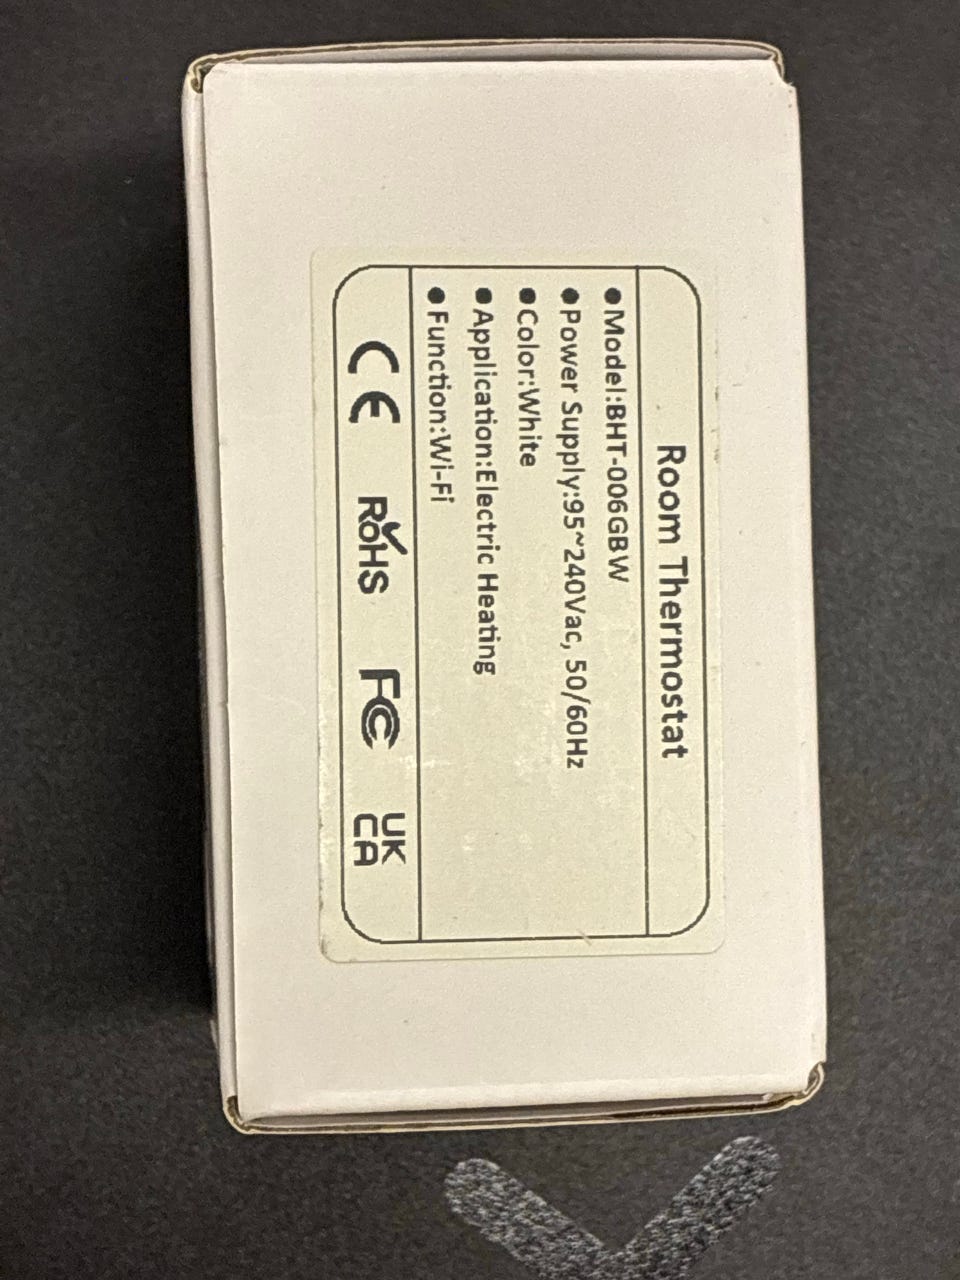 Room Thermostat
●Model:BHT-006GBW
●Power Supply:95~240Vac, 50/60Hz
●Color:White
●Application:Electric Heating
●Function:Wi-Fi
CE RoHS FC UK CA